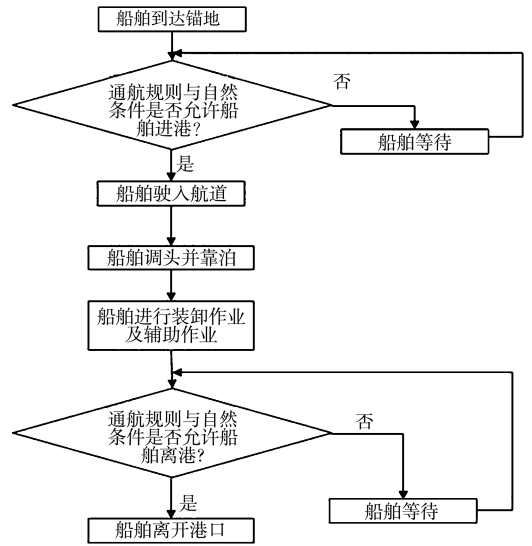 船舶到达锚地
通航规则与自然
条件是否允许船
舶进港?
否
船舶等待
是
船舶驶入航道
船舶调头并靠泊
船舶进行装卸作业
及辅助作业
通航规则与自然
条件是否允许船
舶离港?
否
船舶等待
是
船舶离开港口